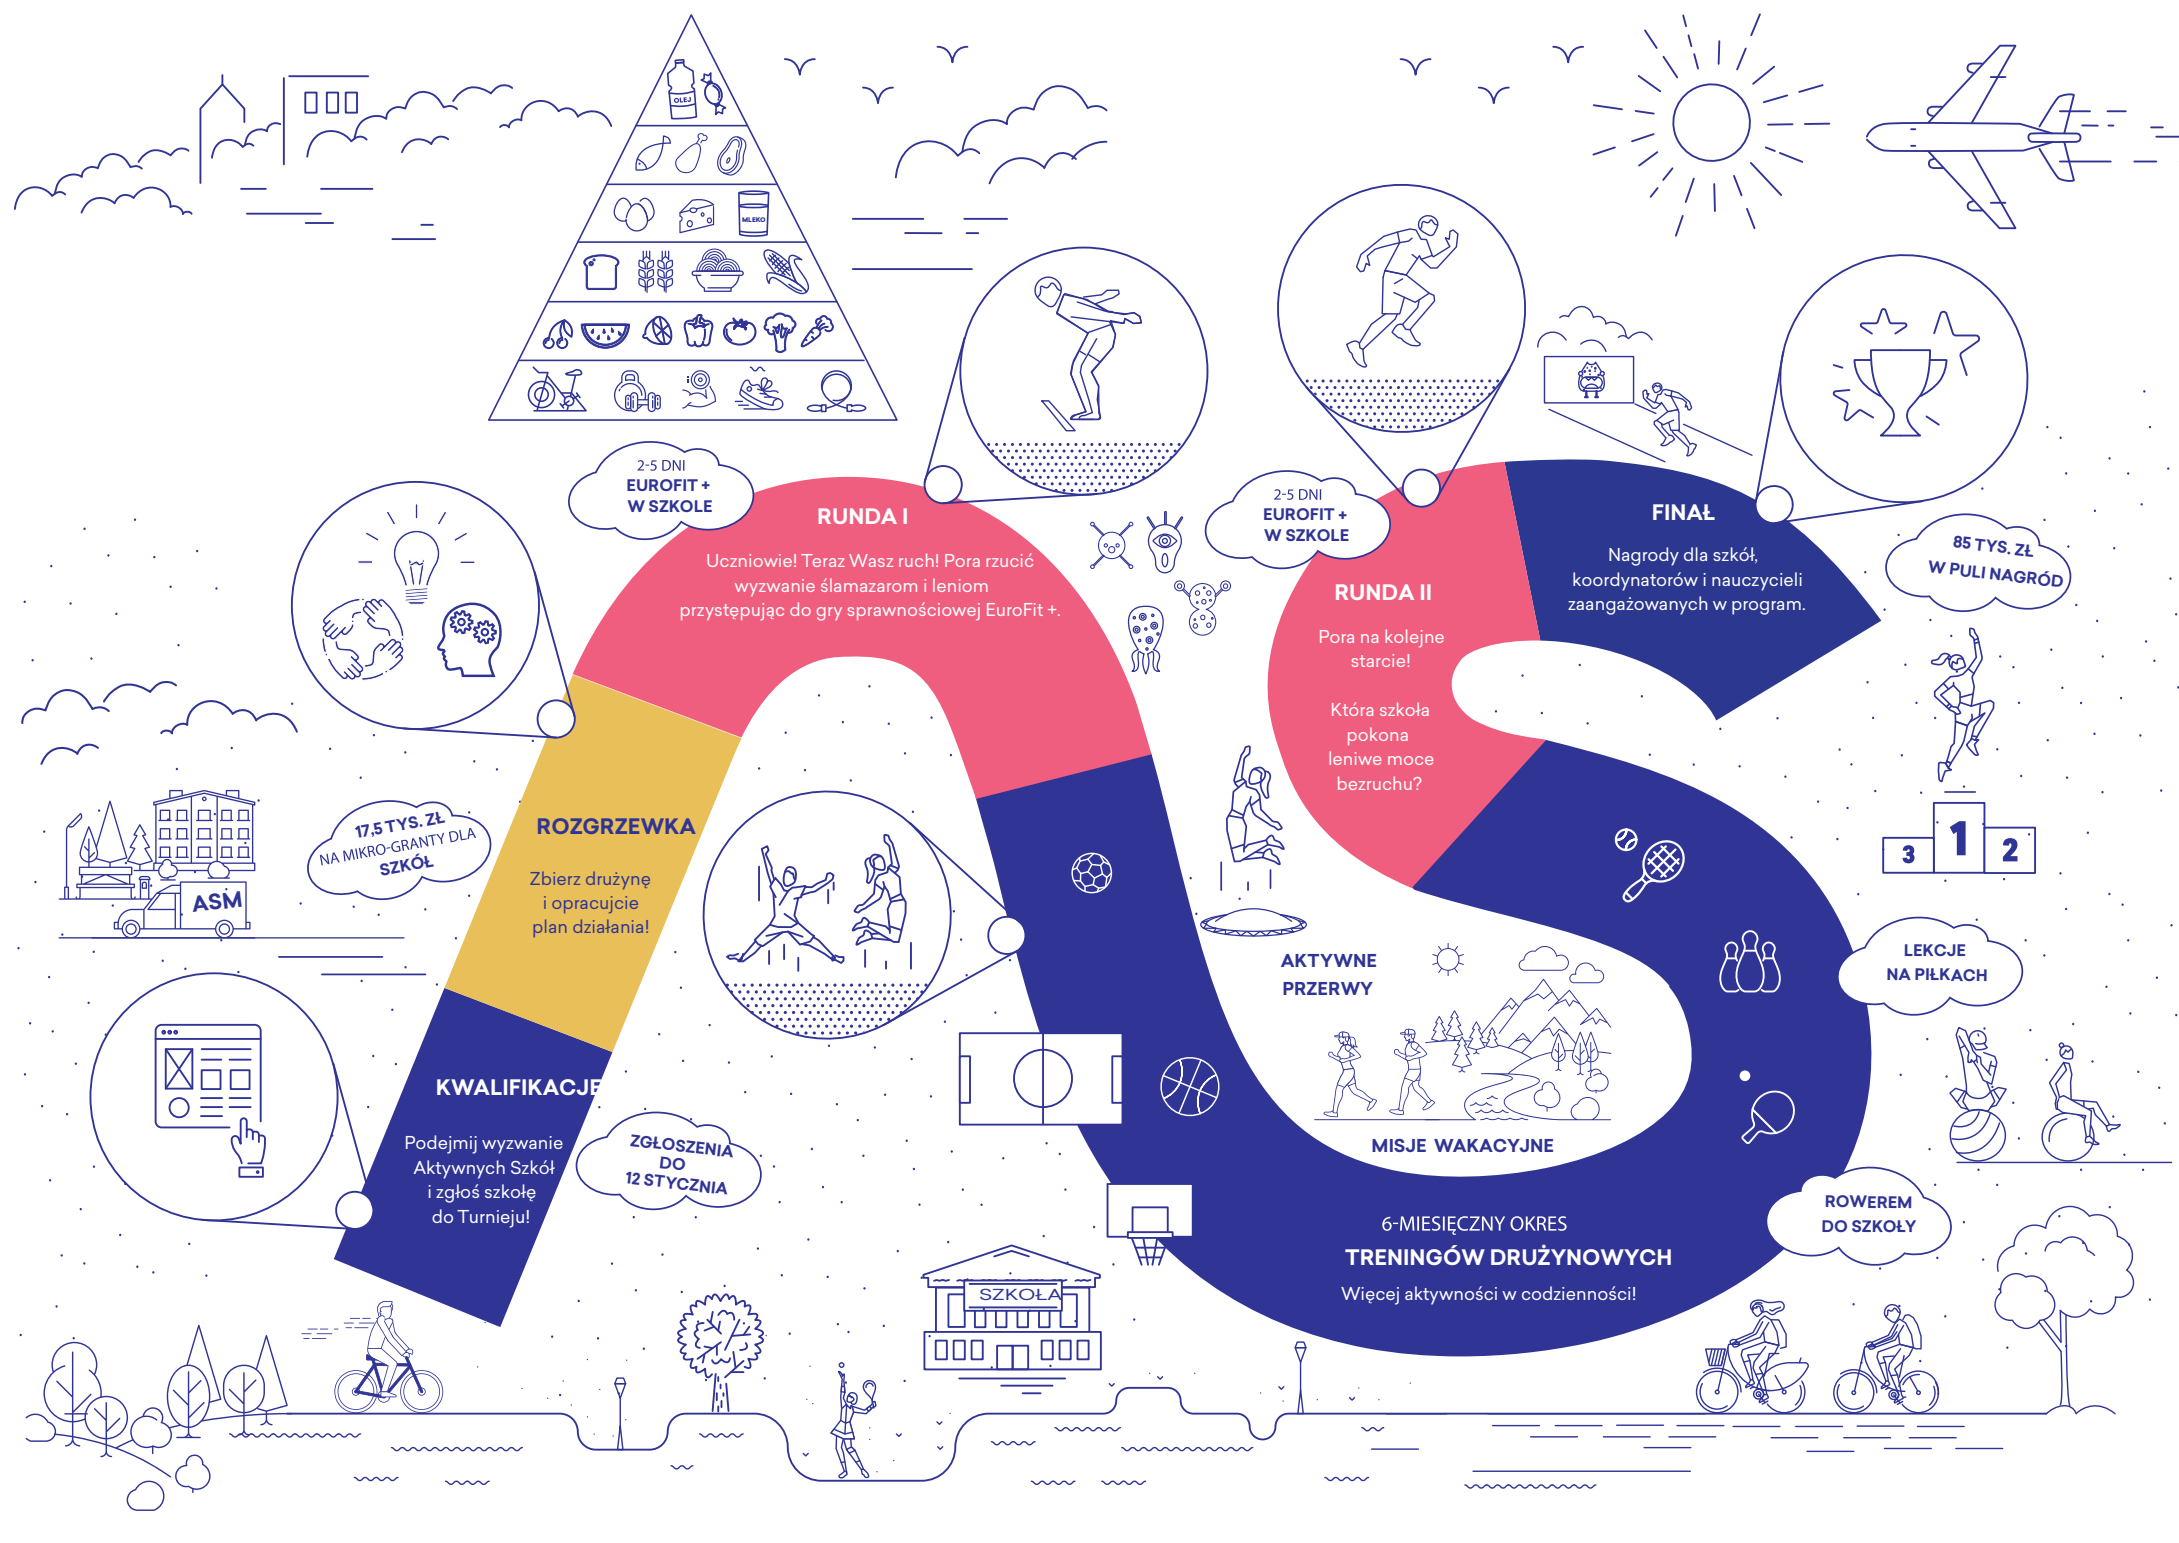 OLEJ
MLEKO
2-5 DNI
EUROFIT +
W SZKOLE
RUNDA I
Uczniowie! Teraz Wasz ruch! Pora rzucić
wyzwanie ślamazarom i leniom
przystępując do gry sprawnościowej EuroFit +.
2-5 DNI
EUROFIT +
W SZKOLE
RUNDA II
Pora na kolejne
starcie!
Która szkoła
pokona
leniwe moce
bezruchu?
FINAŁ
Nagrody dla szkół,
koordynatorów i nauczycieli
zaangażowanych w program.
85 TYS. ZŁ
W PULI NAGRÓD
17,5 TYS. ZŁ
NA MIKRO-GRANTY DLA
SZKÓŁ
ROZGRZEWKA
Zbierz drużynę
i opracujcie
plan działania!
ASM
3
1
2
AKTYWNE
PRZERWY
LEKCJE
NA PIŁKACH
KWALIFIKACJE
Podejmij wyzwanie
Aktywnych Szkół
i zgłoś szkołę
do Turnieju!
ZGŁOSZENIA
DO
12 STYCZNIA
MISJE WAKACYJNE
6-MIESIĘCZNY OKRES
TRENINGÓW DRUŻYNOWYCH
Więcej aktywności w codzienności!
ROWEREM
DO SZKOŁY
SZKOŁA